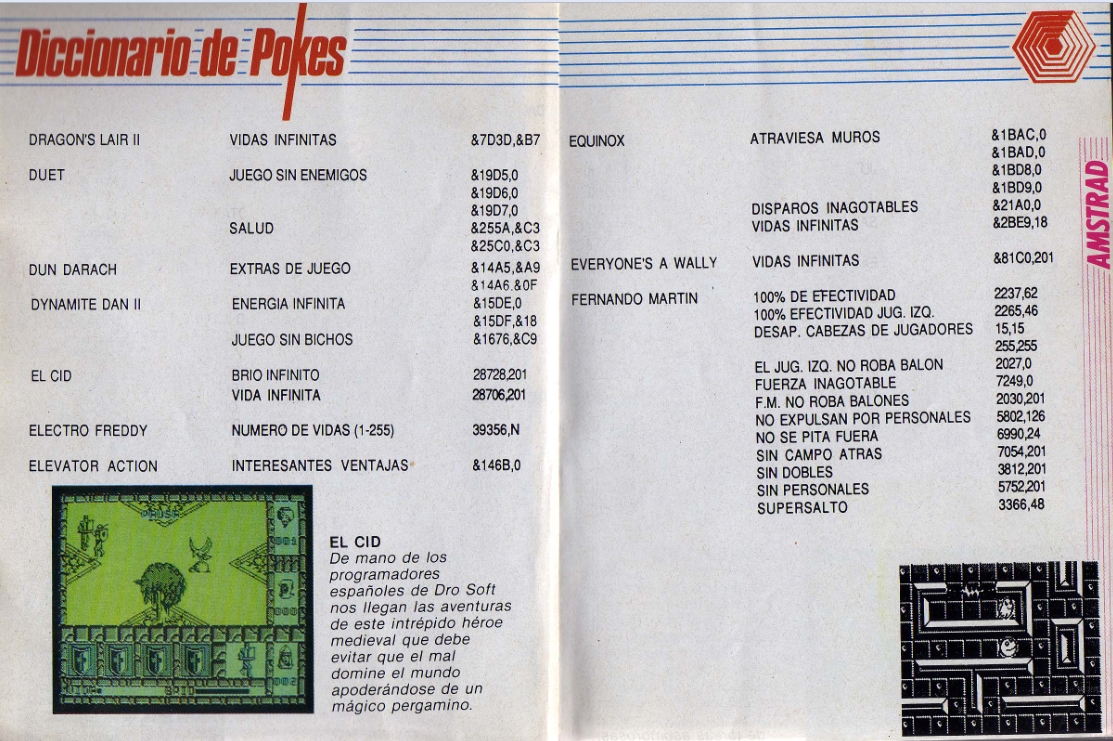 Diccionario de Pokes
DRAGON'S LAIR II VIDAS INFINITAS &7D3D,&B7
DUET JUEGO SIN ENEMIGOS &19D5,0
&19D6,0
&19D7,0
SALUD &255A,&C3
&25C0,&C3
DUN DARACH EXTRAS DE JUEGO &14A5,&A9
&14A6.&0F
DYNAMITE DAN II ENERGIA INFINITA &15DE,0
&15DF,&18
JUEGO SIN BICHOS &1676,&C9
EL CID BRIO INFINITO 28728,201
VIDA INFINITA 28706,201
ELECTRO FREDDY NUMERO DE VIDAS (1-255) 39356,N
ELEVATOR ACTION INTERESANTES VENTAJAS &146B,0
PAUSA
001
000
002
VIDA
BRIO
EL CID
De mano de los
programadores
españoles de Dro Soft
nos llegan las aventuras
de este intrépido héroe
medieval que debe
evitar que el mal
domine el mundo
apoderándose de un
mágico pergamino.
EQUINOX ATRAVIESA MUROS &1BAC,0
&1BAD,0
&1BD8,0
&1BD9,0
DISPAROS INAGOTABLES &21A0,0
VIDAS INFINITAS &2BE9,18
EVERYONE'S A WALLY VIDAS INFINITAS &81C0,201
FERNANDO MARTIN 100% DE EFECTIVIDAD 2237,62
100% EFECTIVIDAD JUG. IZQ. 2265,46
DESAP. CABEZAS DE JUGADORES 15,15
255,255
EL JUG. IZQ. NO ROBA BALON 2027,0
FUERZA INAGOTABLE 7249,0
F.M. NO ROBA BALONES 2030,201
NO EXPULSAN POR PERSONALES 5802,126
NO SE PITA FUERA 6990,24
SIN CAMPO ATRAS 7054,201
SIN DOBLES 3812,201
SIN PERSONALES 5752,201
SUPERSALTO 3366,48
AMSTRAD